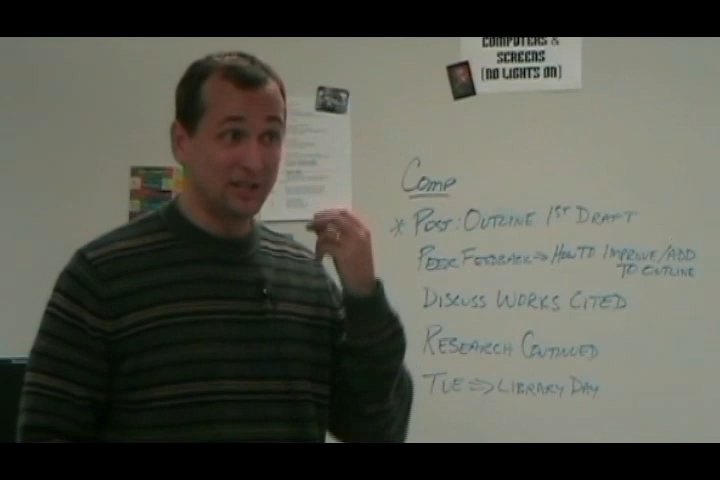 COMPUTERS &
SCREENS
(NO LIGHTS ON)
COMP
* POST: OUTLINE 1ST DRAFT
PEER FEEDBACK => HOW TO IMPROVE/ADD
TO OUTLINE
DISCUSS WORKS CITED
RESEARCH CONTINUED
TUE => LIBRARY DAY